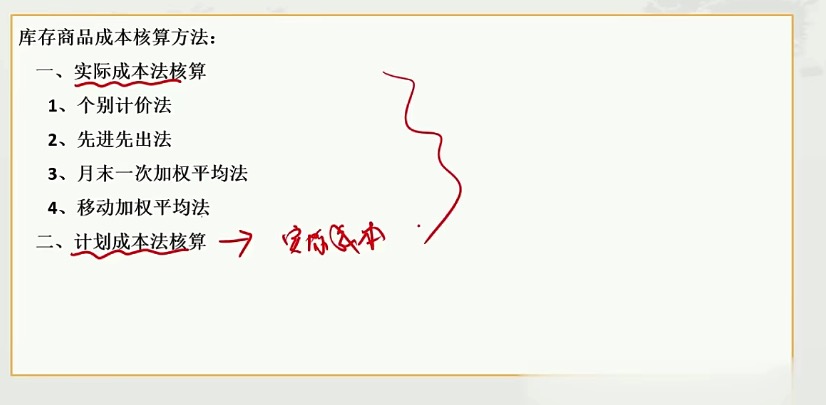 库存商品成本核算方法:
一、实际成本法核算
1、个别计价法
2、先进先出法
3、月末一次加权平均法
4、移动加权平均法
二、计划成本法核算 → 实际成本